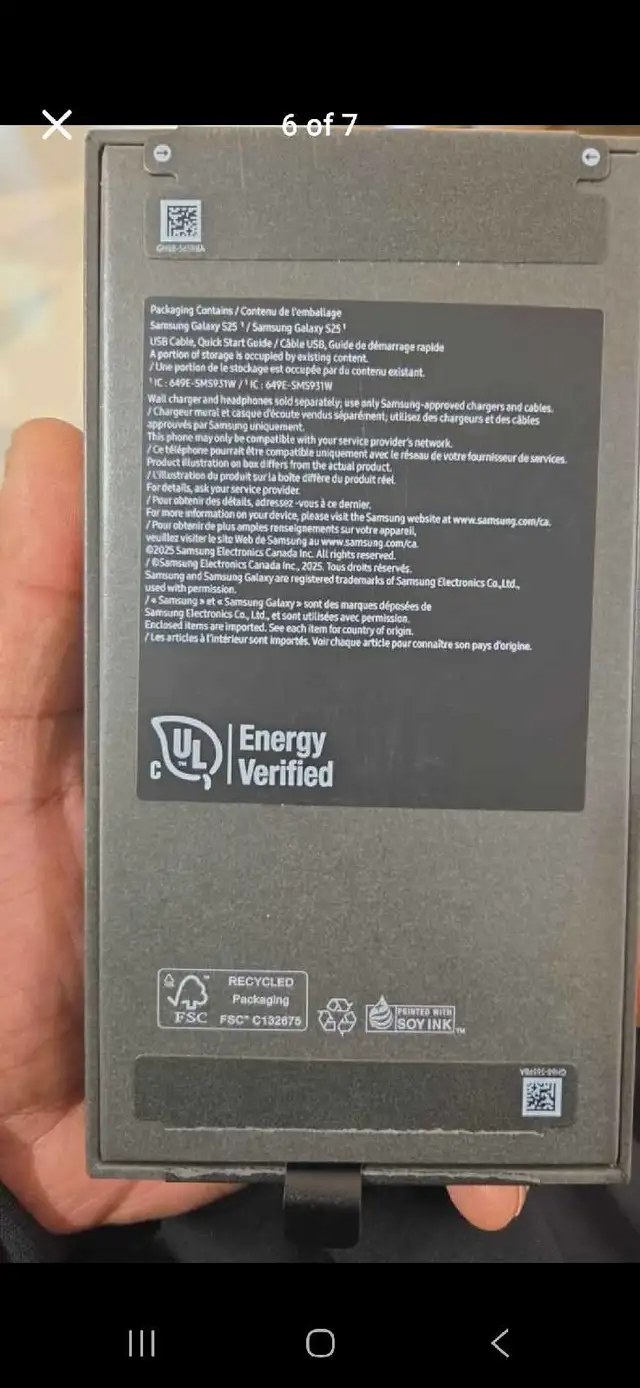 6 of 7
Packaging Contains / Contenu de l'emballage
Samsung Galaxy S25 ¹ / Samsung Galaxy S25 ¹
USB Cable, Quick Start Guide / Câble USB, Guide de démarrage rapide
A portion of storage is occupied by existing content.
/ Une portion de le stockage est occupée par du contenu existant.
¹ IC : 649E-SMS931W / ¹ IC : 649E-SMS931W
Wall charger and headphones sold separately; use only Samsung-approved chargers and cables.
/ Chargeur mural et casque d'écoute vendus séparément; utilisez des chargeurs et des câbles
approuvés par Samsung uniquement.
This phone may only be compatible with your service provider's network.
/ Ce téléphone pourrait être compatible uniquement avec le réseau de votre fournisseur de services.
Product illustration on box differs from the actual product.
/ L'illustration du produit sur la boîte diffère du produit réel.
For details, ask your service provider.
/ Pour obtenir des détails, adressez-vous à ce dernier.
For more information on your device, please visit the Samsung website at www.samsung.com/ca.
/ Pour obtenir de plus amples renseignements sur votre appareil,
veuillez visiter le site Web de Samsung au www.samsung.com/ca.
©2025 Samsung Electronics Canada Inc. All rights reserved.
/ ©Samsung Electronics Canada Inc., 2025. Tous droits réservés.
Samsung and Samsung Galaxy are registered trademarks of Samsung Electronics Co.,Ltd.,
used with permission.
/ « Samsung » et « Samsung Galaxy » sont des marques déposées de
Samsung Electronics Co., Ltd., et sont utilisées avec permission.
Enclosed items are imported. See each item for country of origin.
/ Les articles à l'intérieur sont importés. Voir chaque article pour connaître son pays d'origine.
C UL ™ Energy
Verified
RECYCLED
Packaging
FSC™ FSC® C132675
PRINTED WITH
SOY INK™